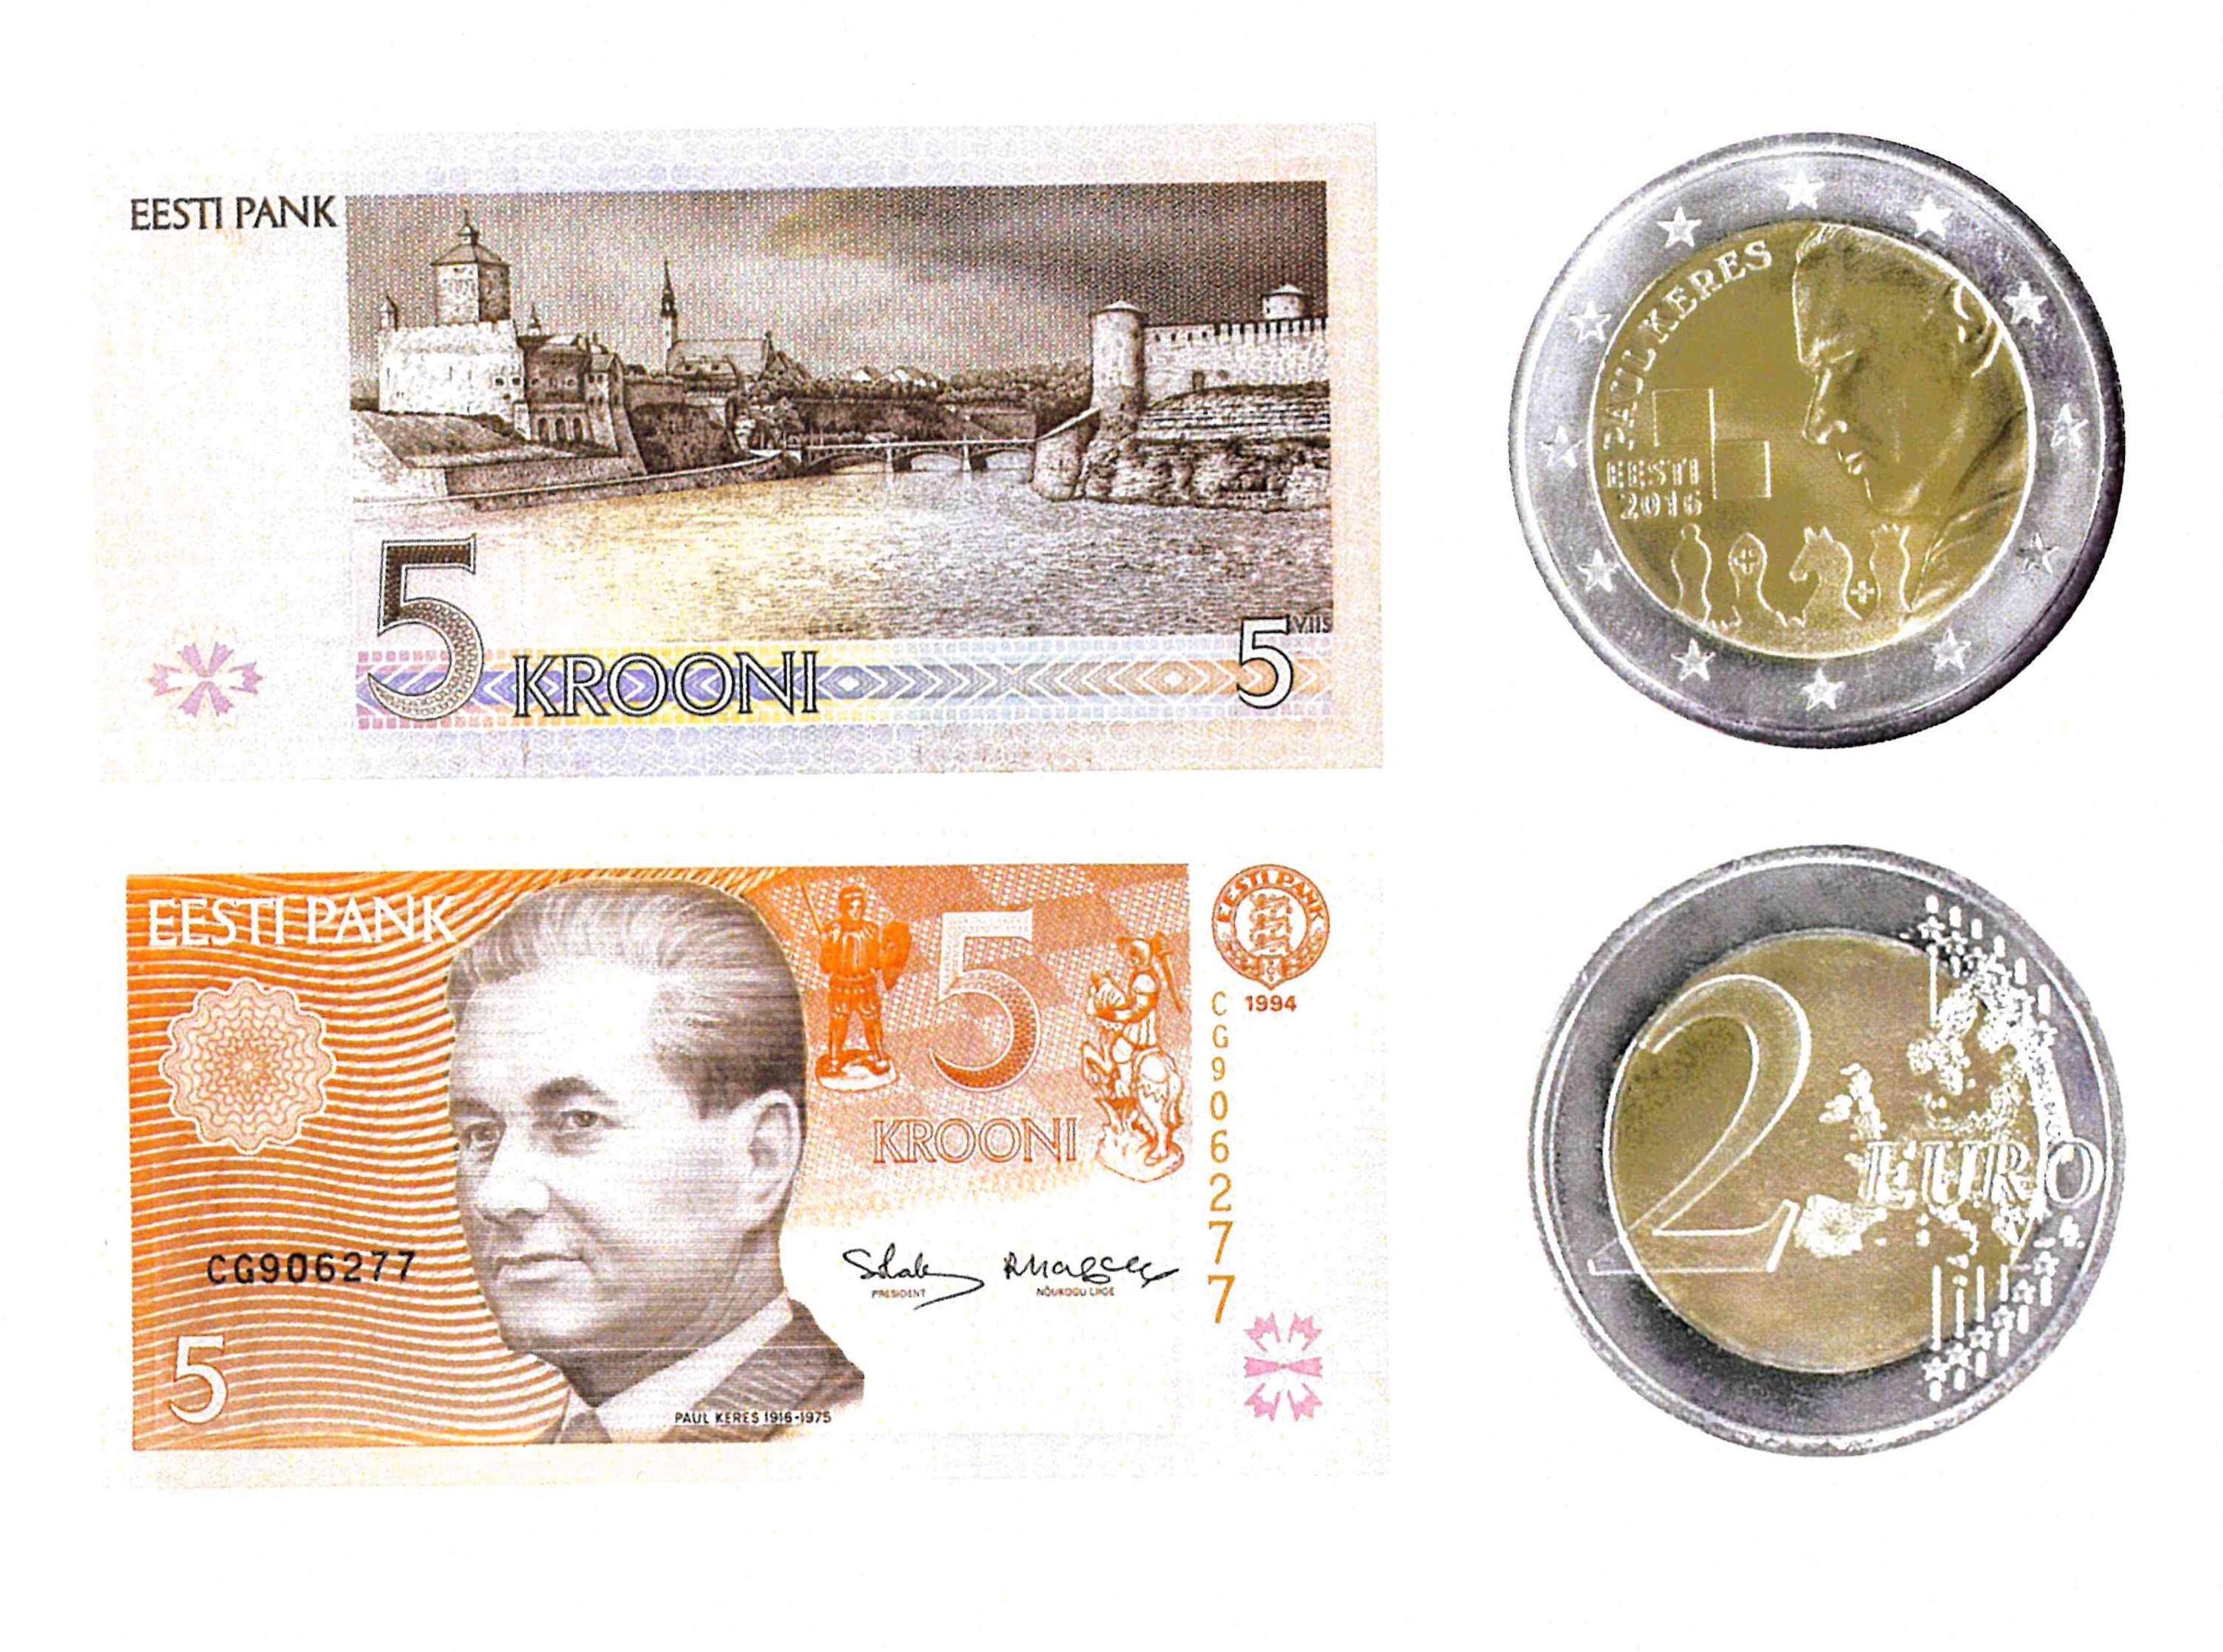 EESTI PANK
5 KROONI
5
VIIS
PAUL KERES
EESTI
2016
EESTI PANK
5
KROONI
EESTI PANK
1994
CG906277
CG906277
PRESIDENT
NÕUKOGU LIIGE
5
PAUL KERES 1916-1975
2 EURO